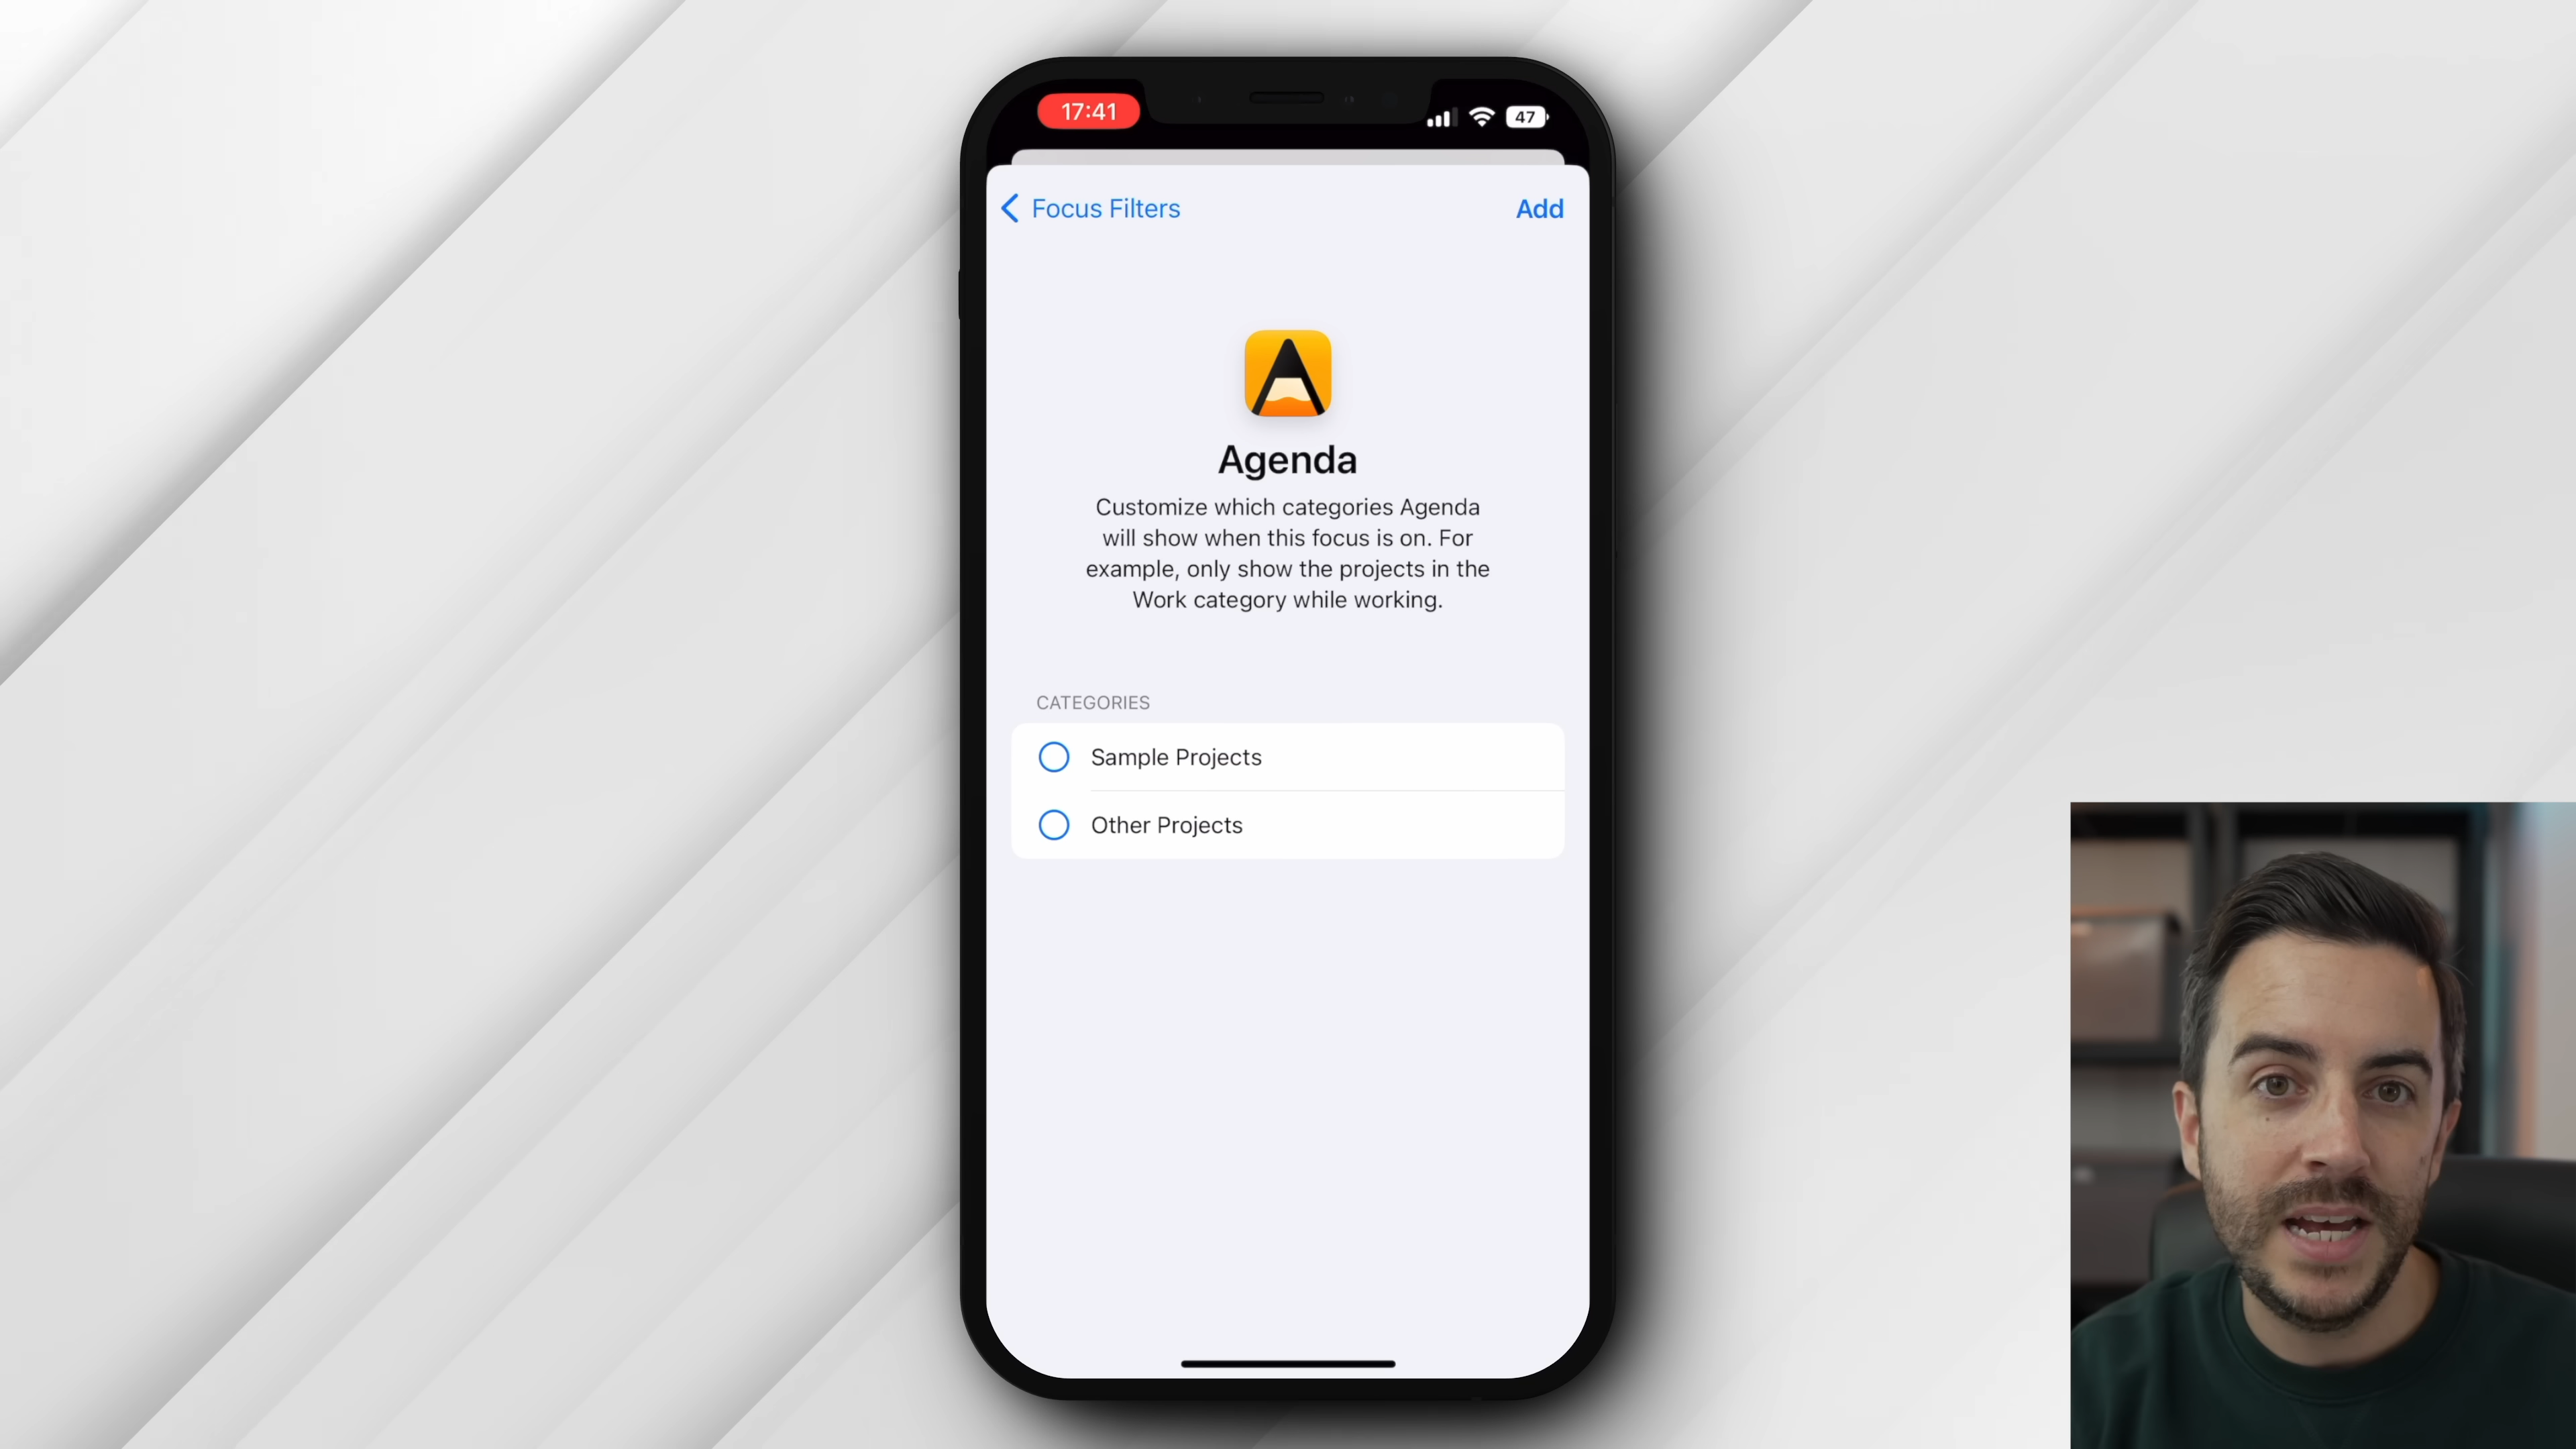 17:41
47
Focus Filters
Add
Agenda
Customize which categories Agenda
will show when this focus is on. For
example, only show the projects in the
Work category while working.
CATEGORIES
Sample Projects
Other Projects